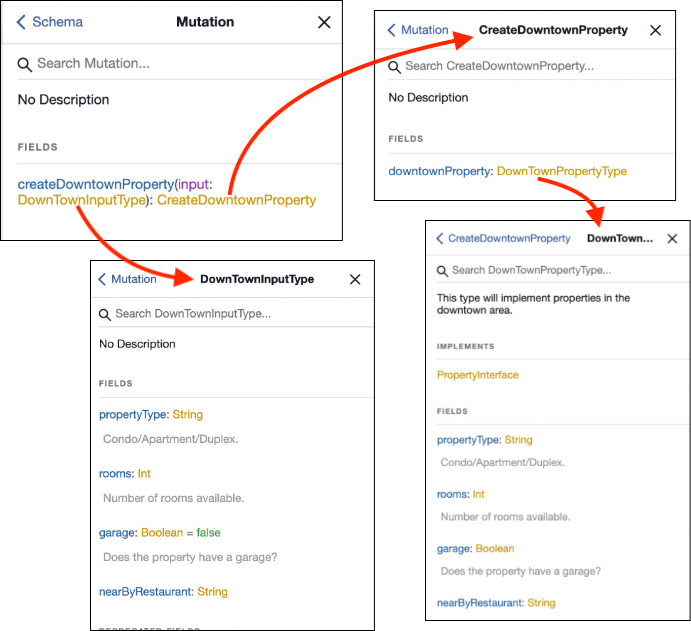 Schema Mutation
Search Mutation...
No Description
FIELDS
createDowntownProperty(input:
DownTownInputType): CreateDowntownProperty
Mutation CreateDowntownProperty
Search CreateDowntownProperty...
No Description
FIELDS
downtownProperty: DownTownPropertyType
Mutation DownTownInputType
Search DownTownInputType...
No Description
FIELDS
propertyType: String
Condo/Apartment/Duplex.
rooms: Int
Number of rooms available.
garage: Boolean = false
Does the property have a garage?
nearByRestaurant: String
DEPRECATED FIELDS
CreateDowntownProperty DownTown...
Search DownTownPropertyType...
This type will implement properties in the
downtown area.
IMPLEMENTS
PropertyInterface
FIELDS
propertyType: String
Condo/Apartment/Duplex.
rooms: Int
Number of rooms available.
garage: Boolean
Does the property have a garage?
nearByRestaurant: String